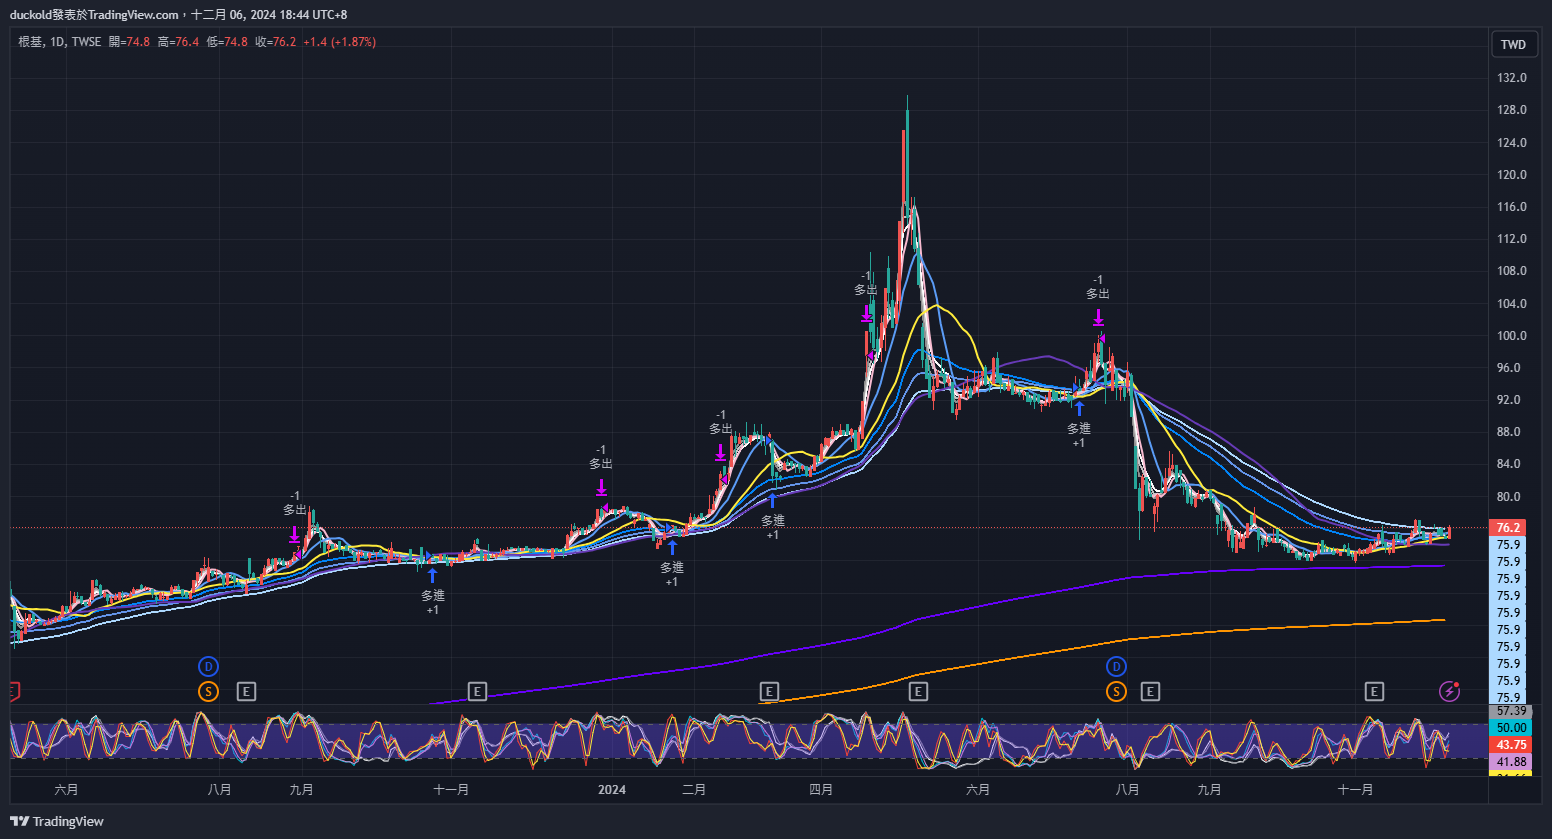 duckold發表於TradingView.com，十二月 06, 2024 18:44 UTC+8
根基, 1D, TWSE 開=74.8 高=76.4 低=74.8 收=76.2 +1.4 (+1.87%)
TWD
132.0
128.0
124.0
120.0
116.0
112.0
108.0
104.0
100.0
96.0
92.0
88.0
84.0
80.0
76.2
75.9
75.9
75.9
75.9
75.9
75.9
75.9
75.9
75.9
75.9
57.39
50.00
43.75
41.88
-1
多出
-1
多出
-1
多出
-1
多出
-1
多出
多進
+1
多進
+1
多進
+1
多進
+1
D
D
E
S
E
E
E
E
S
E
E
六月
八月
九月
十一月
2024
二月
四月
六月
八月
九月
十一月
TradingView